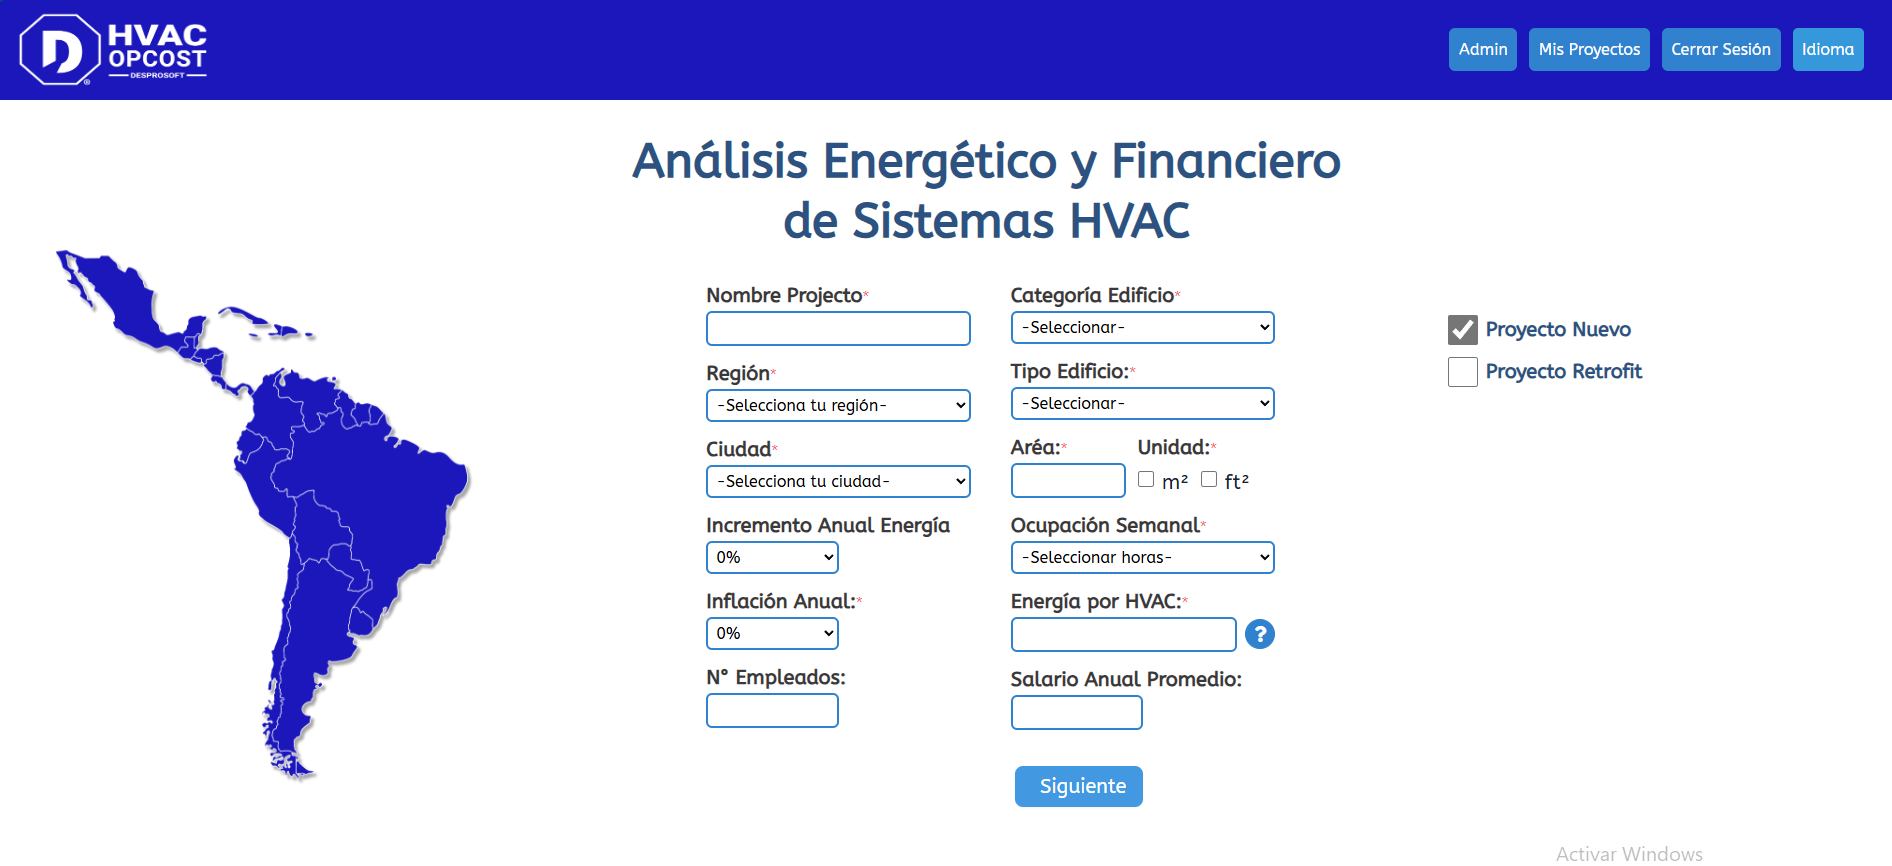 D HVAC
OPCOST
DESPROSOFT
®
Admin Mis Proyectos Cerrar Sesión Idioma
Análisis Energético y Financiero
de Sistemas HVAC
Nombre Projecto*
Región*
-Selecciona tu región-
Ciudad*
-Selecciona tu ciudad-
Incremento Anual Energía
0%
Inflación Anual:*
0%
N° Empleados:
Categoría Edificio*
-Seleccionar-
Tipo Edificio:*
-Seleccionar-
Aréa:* Unidad:*
m² ft²
Ocupación Semanal*
-Seleccionar horas-
Energía por HVAC:*
?
Salario Anual Promedio:
Siguiente
Proyecto Nuevo
Proyecto Retrofit
Activar Windows